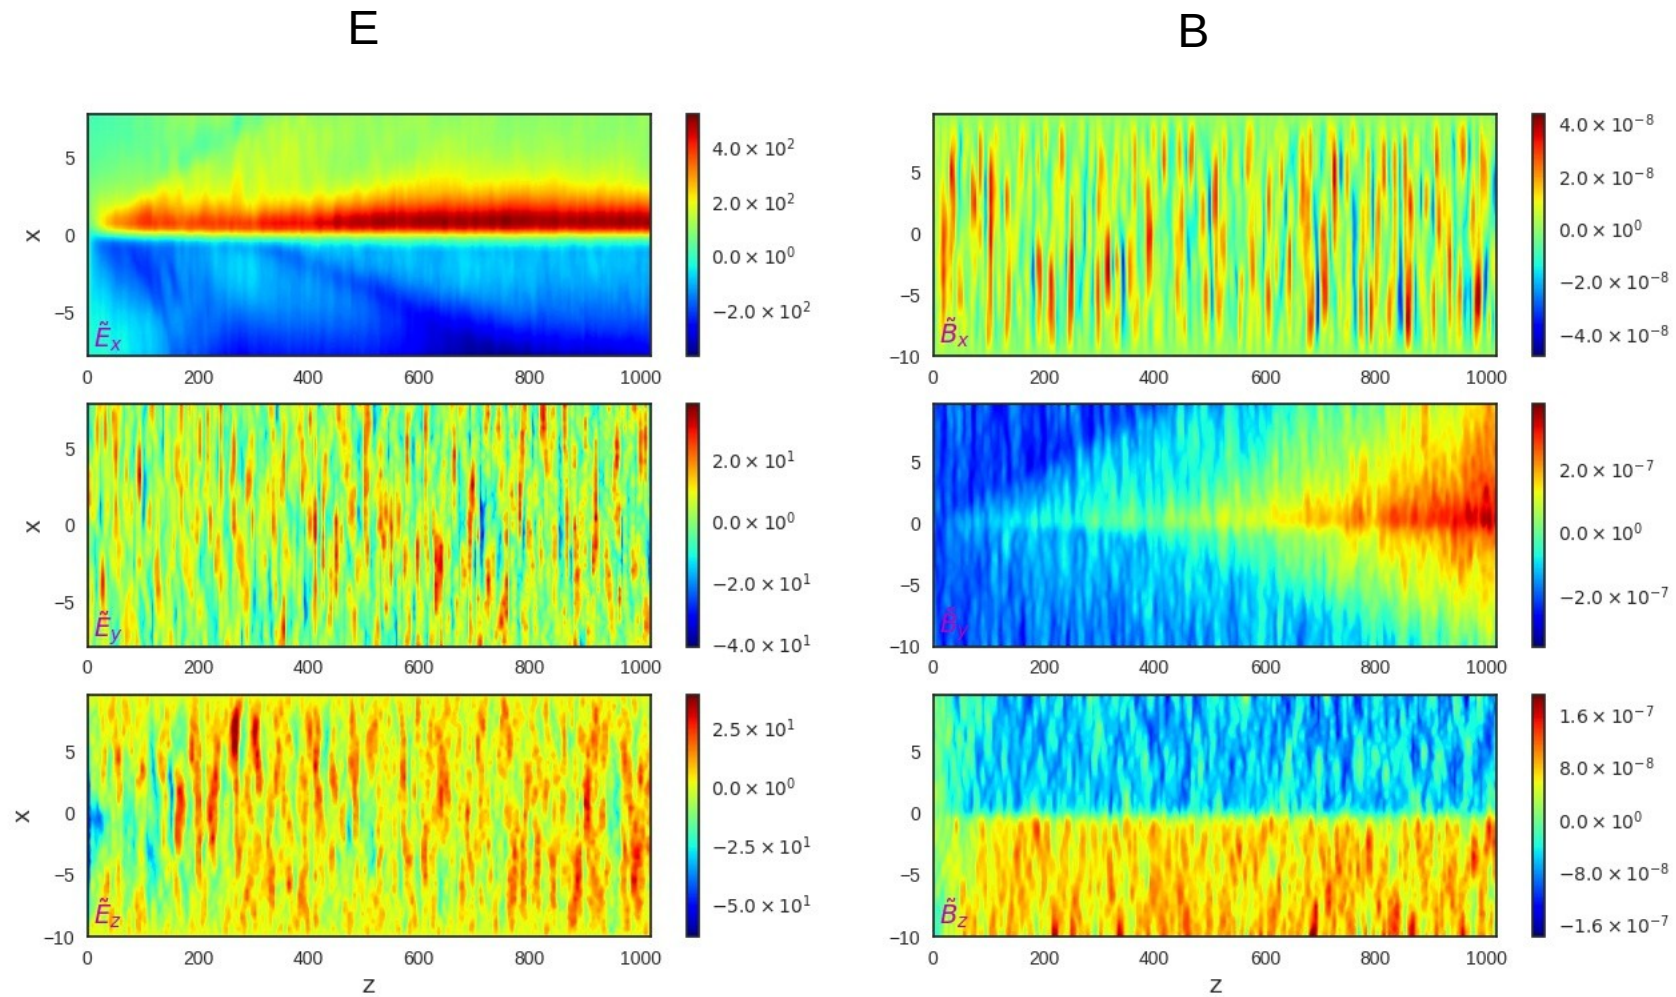 E
B
x
5
0
−5
Ẽx
0 200 400 600 800 1000
4.0 × 10²
2.0 × 10²
0.0 × 10⁰
−2.0 × 10²
5
0
−5
−10
B̃x
0 200 400 600 800 1000
4.0 × 10⁻⁸
2.0 × 10⁻⁸
0.0 × 10⁰
−2.0 × 10⁻⁸
−4.0 × 10⁻⁸
x
5
0
−5
Ẽy
0 200 400 600 800 1000
2.0 × 10¹
0.0 × 10⁰
−2.0 × 10¹
−4.0 × 10¹
5
0
−5
−10
B̃y
0 200 400 600 800 1000
2.0 × 10⁻⁷
0.0 × 10⁰
−2.0 × 10⁻⁷
x
5
0
−5
−10
Ẽz
0 200 400 600 800 1000
z
2.5 × 10¹
0.0 × 10⁰
−2.5 × 10¹
−5.0 × 10¹
5
0
−5
−10
B̃z
0 200 400 600 800 1000
z
1.6 × 10⁻⁷
8.0 × 10⁻⁸
0.0 × 10⁰
−8.0 × 10⁻⁸
−1.6 × 10⁻⁷